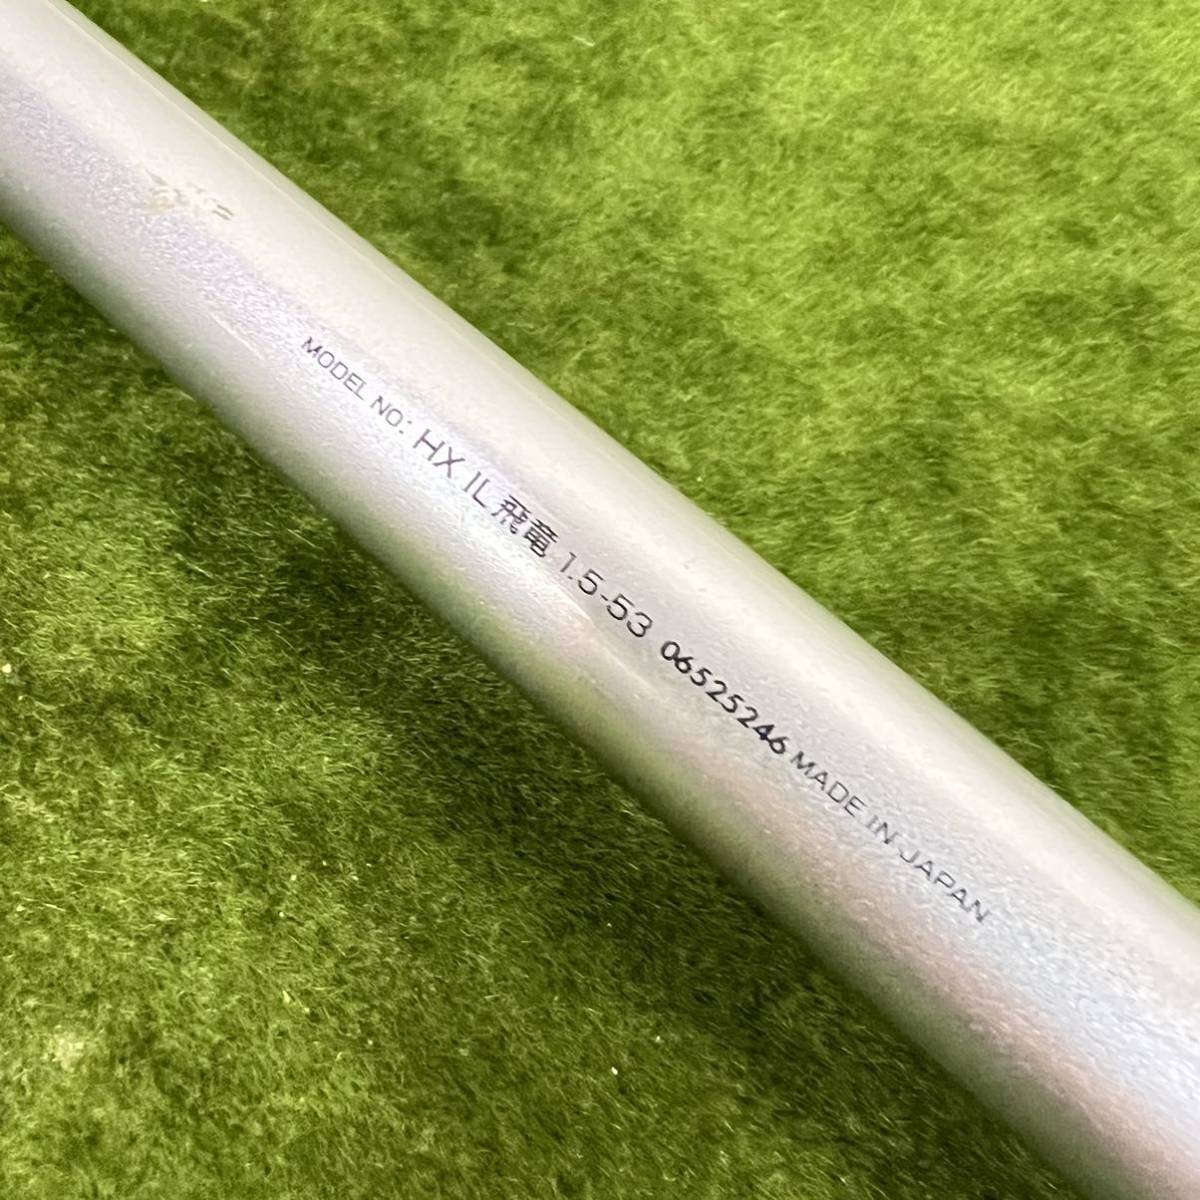 MODEL NO: HX IL 飛竜 1.5-53 06525246 MADE IN JAPAN